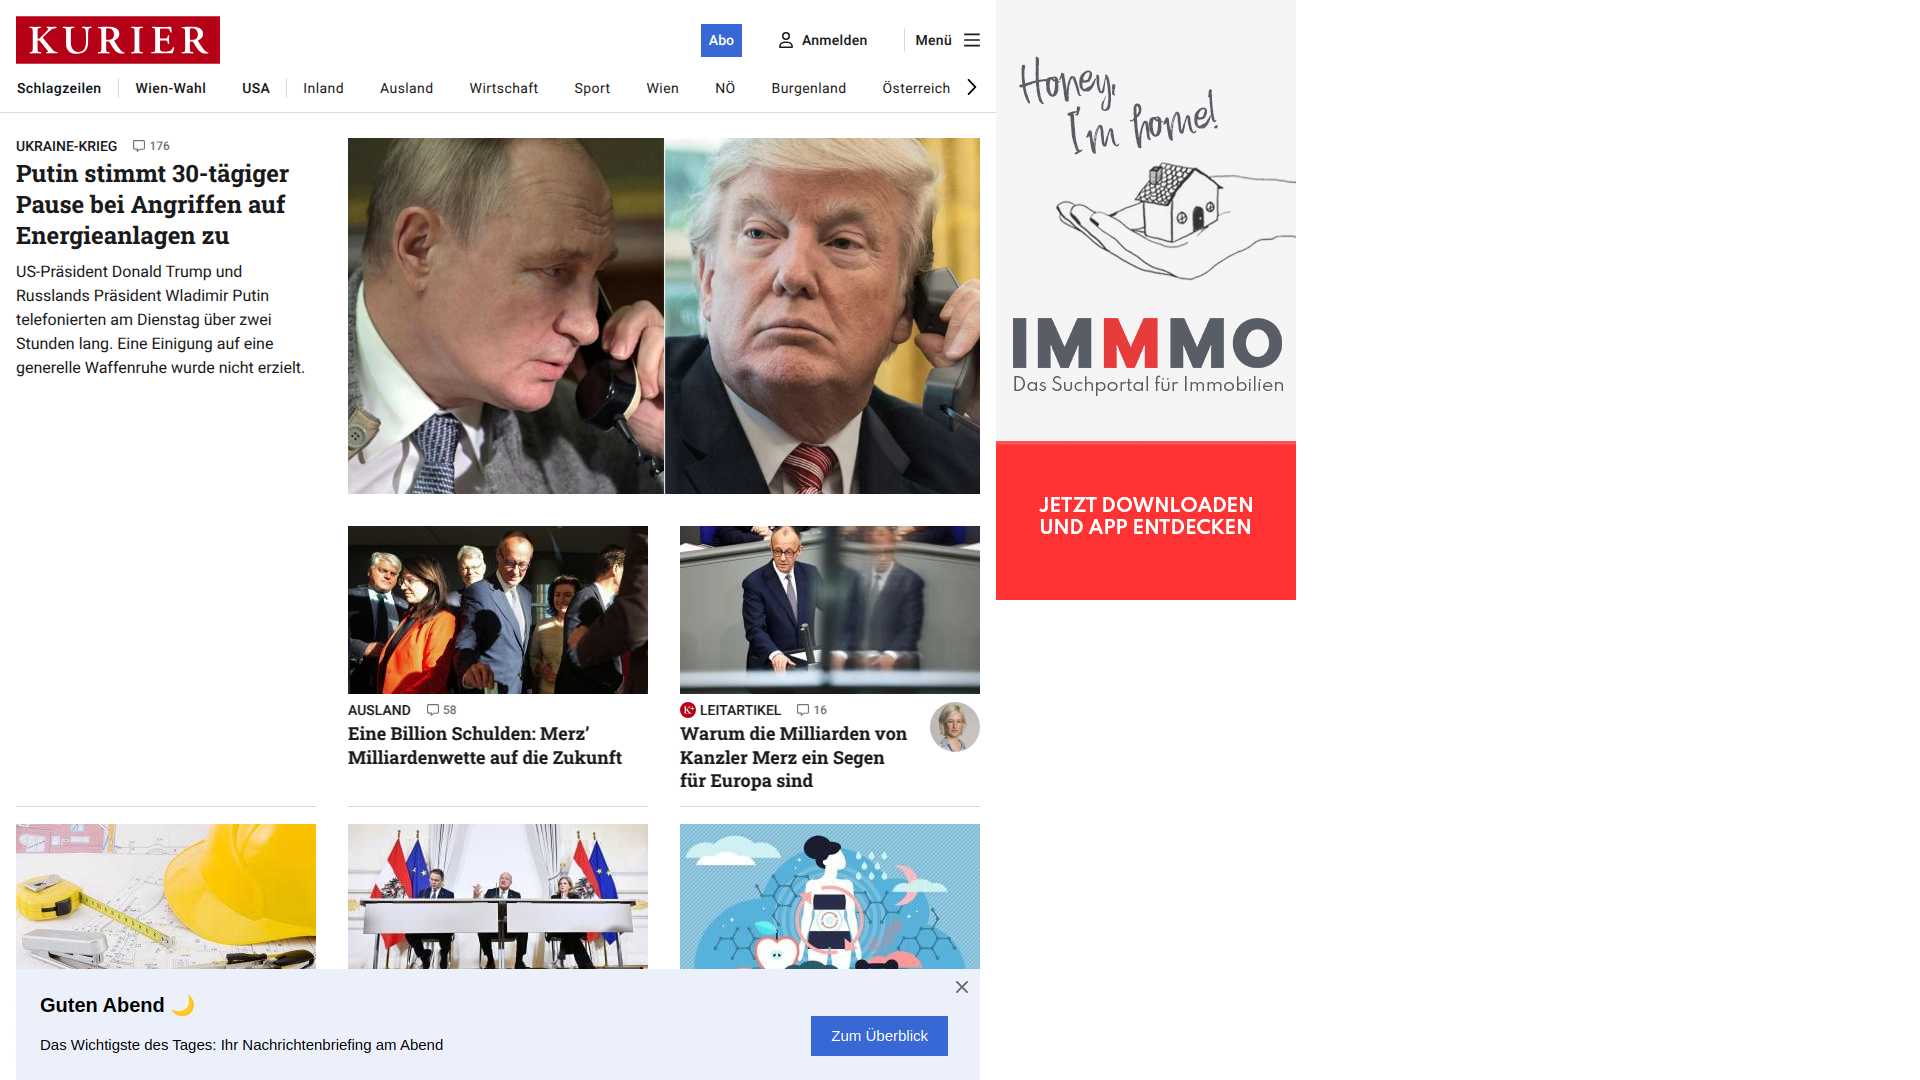 KURIER
Abo
Anmelden
Menü
Schlagzeilen
Wien-Wahl
USA
Inland
Ausland
Wirtschaft
Sport
Wien
NÖ
Burgenland
Österreich
UKRAINE-KRIEG 176
Putin stimmt 30-tägiger
Pause bei Angriffen auf
Energieanlagen zu
US-Präsident Donald Trump und
Russlands Präsident Wladimir Putin
telefonierten am Dienstag über zwei
Stunden lang. Eine Einigung auf eine
generelle Waffenruhe wurde nicht erzielt.
AUSLAND 58
Eine Billion Schulden: Merz’
Milliardenwette auf die Zukunft
K+ LEITARTIKEL 16
Warum die Milliarden von
Kanzler Merz ein Segen
für Europa sind
Honey,
I'm home!
IMMMO
Das Suchportal für Immobilien
JETZT DOWNLOADEN
UND APP ENTDECKEN
Guten Abend
Das Wichtigste des Tages: Ihr Nachrichtenbriefing am Abend
Zum Überblick